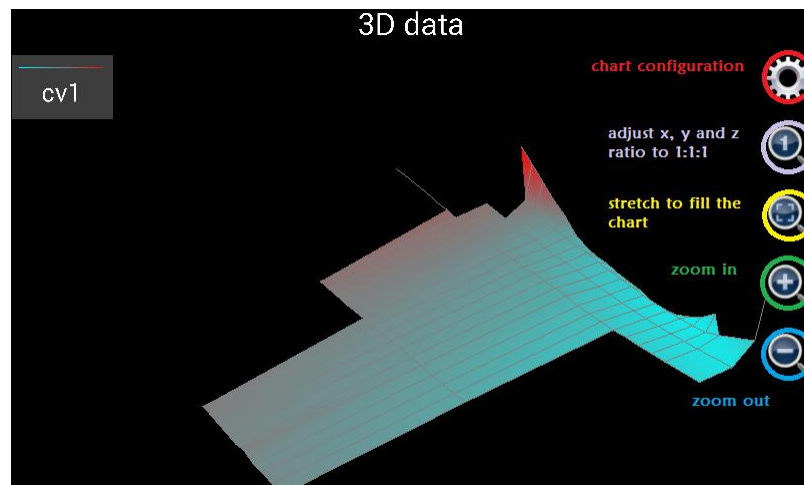 3D data
cv1
chart configuration
adjust x, y and z
ratio to 1:1:1
1
stretch to fill the
chart
zoom in
zoom out